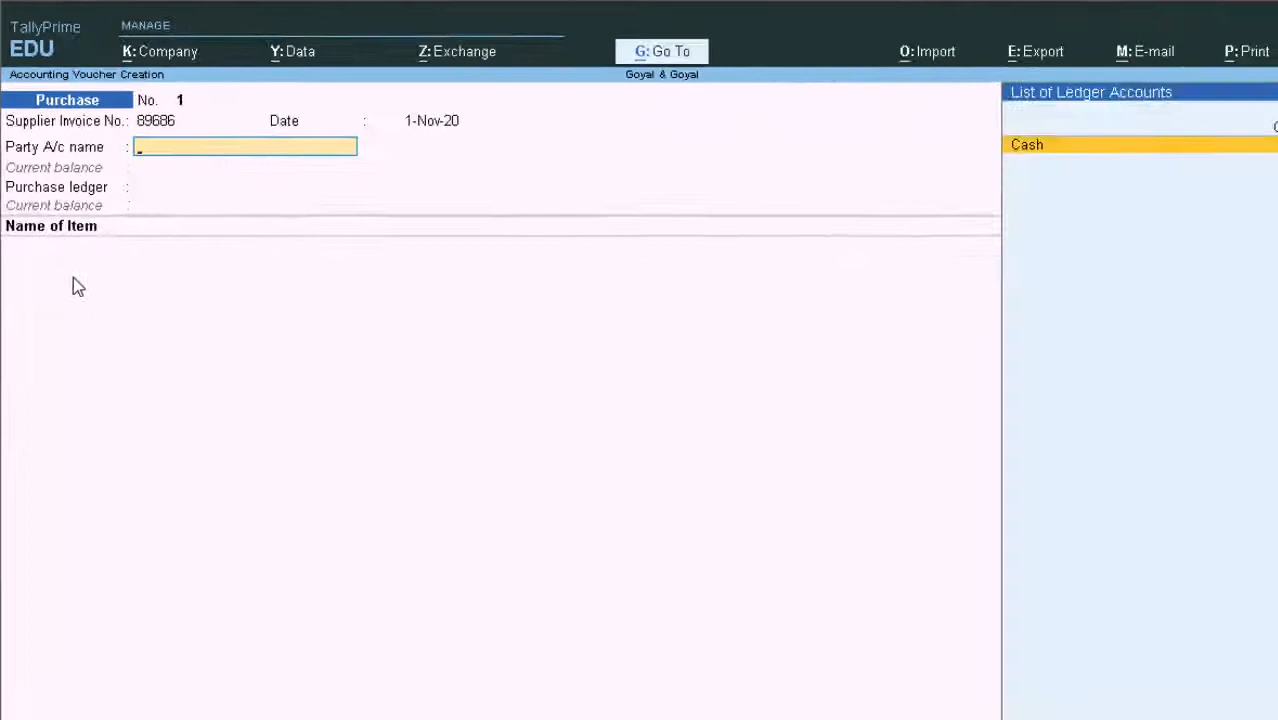 TallyPrime
EDU
MANAGE
K: Company Y: Data Z: Exchange G: Go To O: Import E: Export M: E-mail P: Print
Accounting Voucher Creation Goyal & Goyal
Purchase No. 1
Supplier Invoice No.: 89686 Date : 1-Nov-20
Party A/c name :
Current balance :
Purchase ledger :
Current balance :
Name of Item
List of Ledger Accounts
Cash